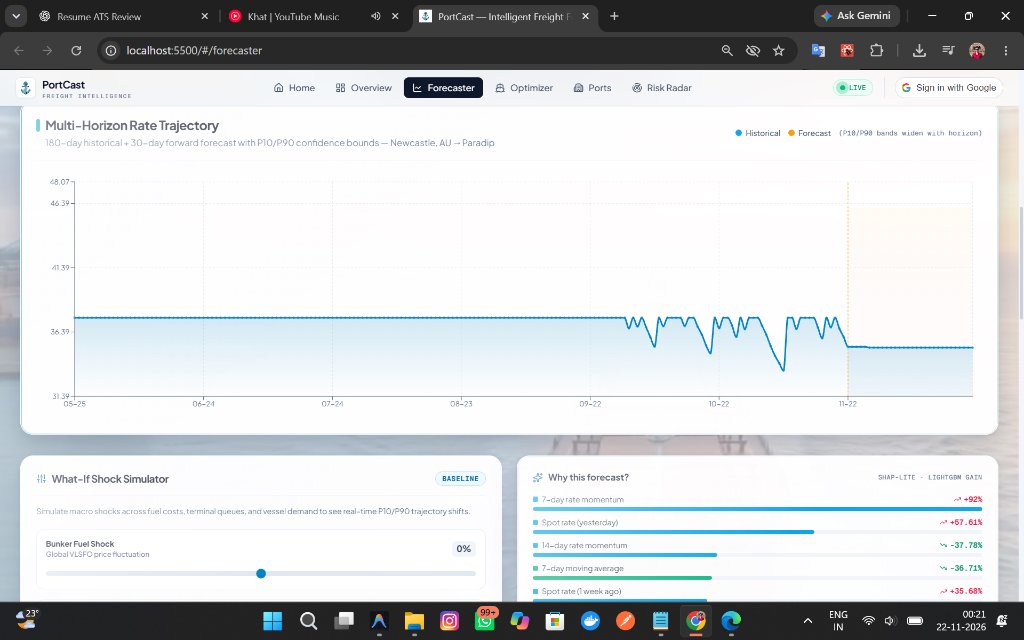 Resume ATS Review
Khat | YouTube Music
PortCast — Intelligent Freight F
Ask Gemini
localhost:5500/#/forecaster
PortCast
FREIGHT INTELLIGENCE
Home
Overview
Forecaster
Optimizer
Ports
Risk Radar
LIVE
Sign in with Google
Multi-Horizon Rate Trajectory
180-day historical + 30-day forward forecast with P10/P90 confidence bounds — Newcastle, AU → Paradip
Historical
Forecast
(P10/P90 bands widen with horizon)
48.07
46.39
41.39
36.39
31.39
05-25
06-24
07-24
08-23
09-22
10-22
11-22
What-If Shock Simulator
BASELINE
Simulate macro shocks across fuel costs, terminal queues, and vessel demand to see real-time P10/P90 trajectory shifts.
Bunker Fuel Shock
Global VLSFO price fluctuation
0%
Why this forecast?
SHAP-LITE · LIGHTGBM GAIN
7-day rate momentum
+92%
Spot rate (yesterday)
+57.61%
14-day rate momentum
-37.78%
7-day moving average
-36.71%
Spot rate (1 week ago)
+35.68%
23°
99+
ENG
IN
00:21
22-11-2026